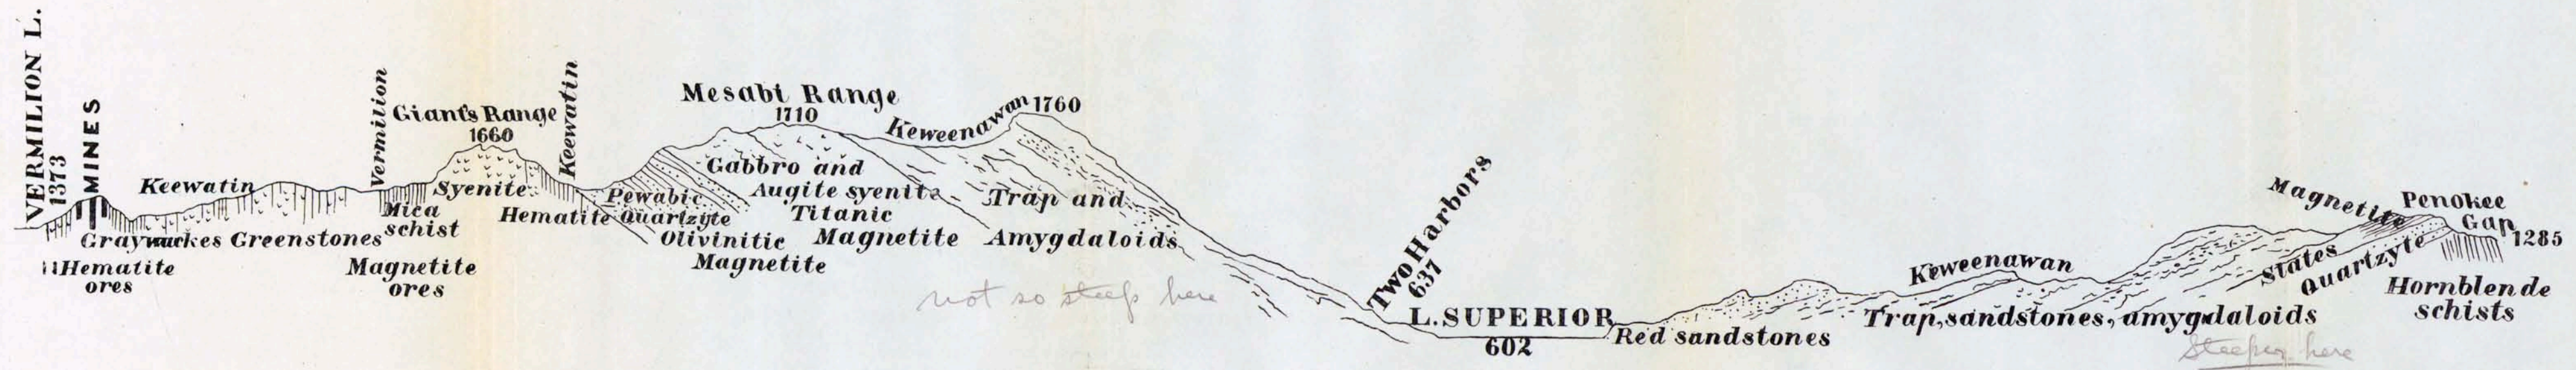 VERMILION L.
1373
MINES
Keewatin
Graywackes Greenstones
Hematite
ores
Vermilion
Giant's Range
1660
Syenite
Mica
schist
Magnetite
ores
Keewatin
Hematite
Pewabic
Quartzyte
Mesabi Range
1710
Gabbro and
Augite syenite
Titanic
Magnetite
Olivinitic
Magnetite
Keweenawan 1760
Trap and
Amygdaloids
not so steep here
Two Harbors
637
L. SUPERIOR
602
Red sandstones
Keweenawan
Trap, sandstones, amygdaloids
States
Quartzyte
Magnetite
Penokee
Gap
1285
Hornblende
schists
Steeper here